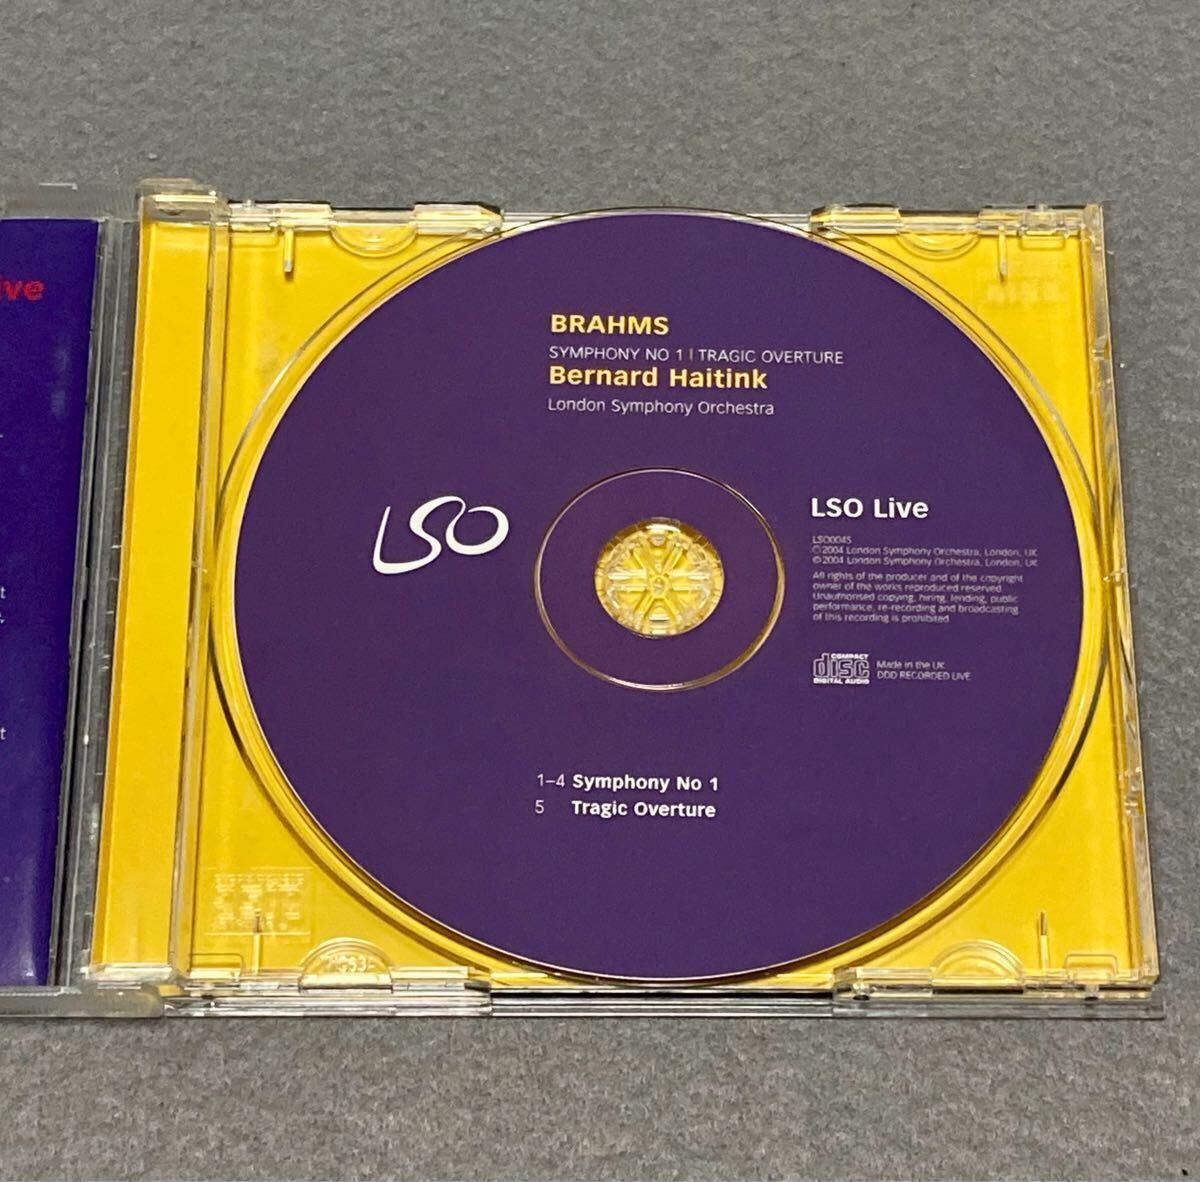 ive
t
t
BRAHMS
SYMPHONY NO 1 | TRAGIC OVERTURE
Bernard Haitink
London Symphony Orchestra
LSO
LSO Live
LSO0045
℗ 2004 London Symphony Orchestra, London, UK
© 2004 London Symphony Orchestra, London, UK
All rights of the producer and of the copyright
owner of the works reproduced reserved.
Unauthorised copying, hiring, lending, public
performance, re-recording and broadcasting
of this recording is prohibited
COMPACT
disc
DIGITAL AUDIO
Made in the UK
DDD RECORDED LIVE
1–4 Symphony No 1
5 Tragic Overture